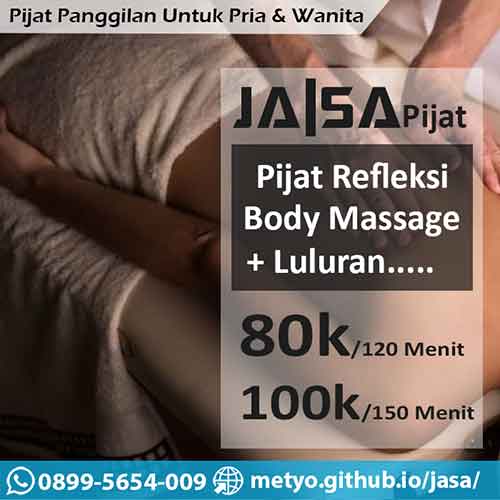 Pijat Panggilan Untuk Pria & Wanita
JA|SA Pijat
Pijat Refleksi
Body Massage
+ Luluran.....
80k/120 Menit
100k/150 Menit
0899-5654-009 metyo.github.io/jasa/